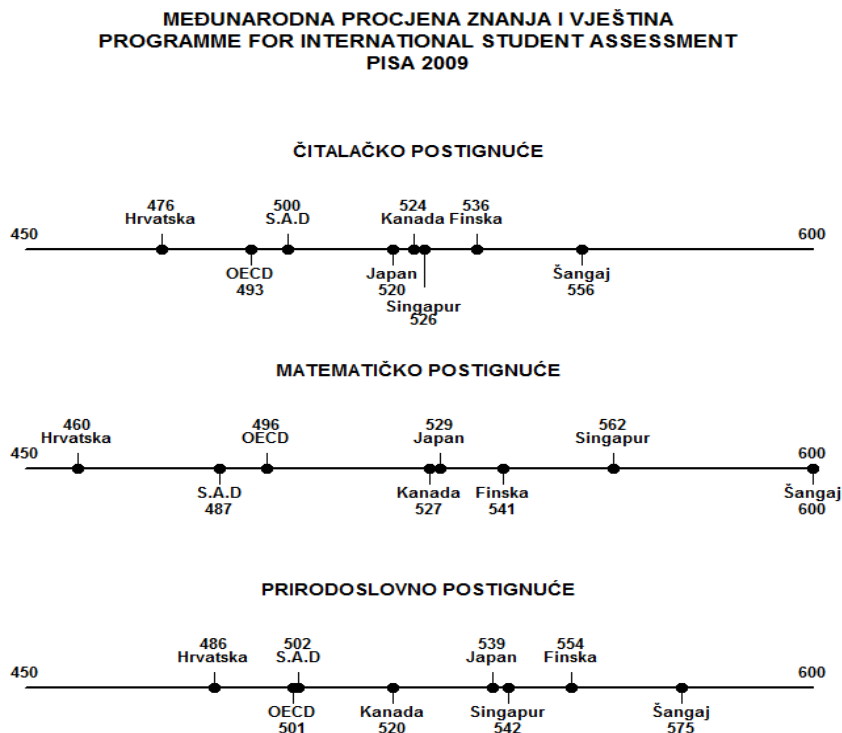 MEĐUNARODNA PROCJENA ZNANJA I VJEŠTINA
PROGRAMME FOR INTERNATIONAL STUDENT ASSESSMENT
PISA 2009
ČITALAČKO POSTIGNUĆE
476 500 524 536
Hrvatska S.A.D Kanada Finska
450 600
OECD Japan Šangaj
493 520 556
Singapur
526
MATEMATIČKO POSTIGNUĆE
460 496 529 562
Hrvatska OECD Japan Singapur
450 600
S.A.D Kanada Finska Šangaj
487 527 541 600
PRIRODOSLOVNO POSTIGNUĆE
486 502 539 554
Hrvatska S.A.D Japan Finska
450 600
OECD Kanada Singapur Šangaj
501 520 542 575